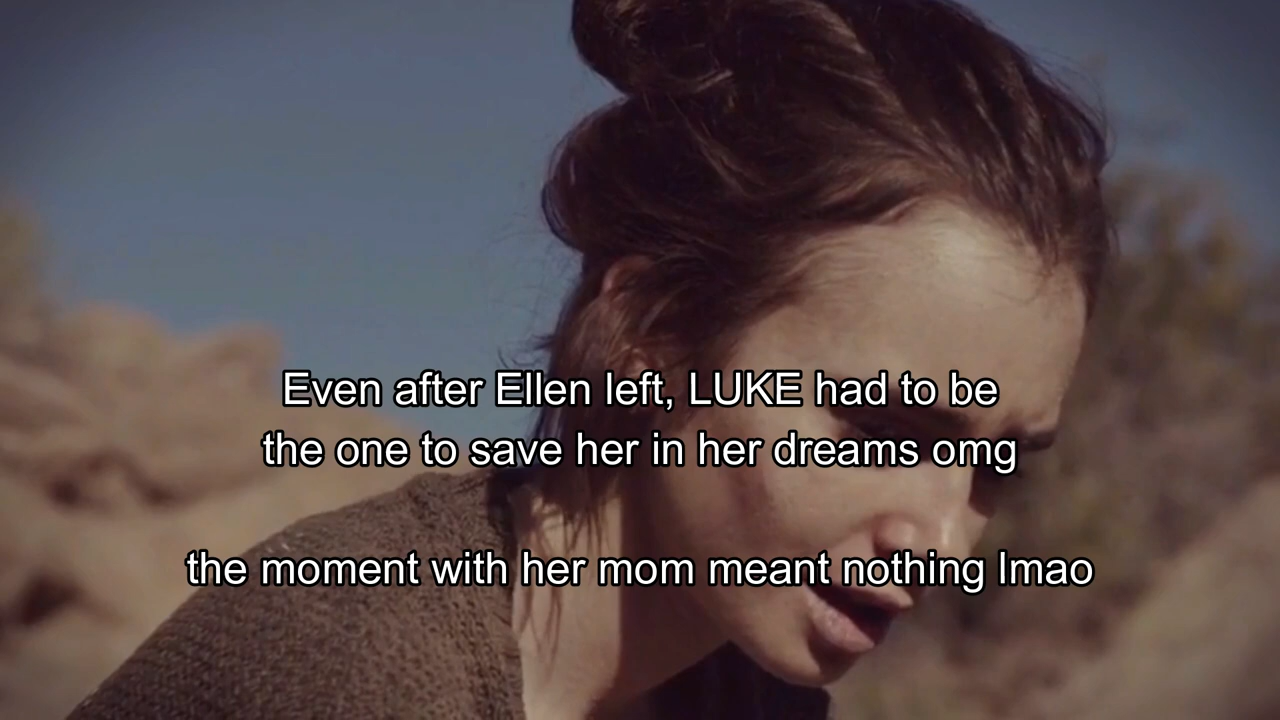 Even after Ellen left, LUKE had to be
the one to save her in her dreams omg
the moment with her mom meant nothing lmao